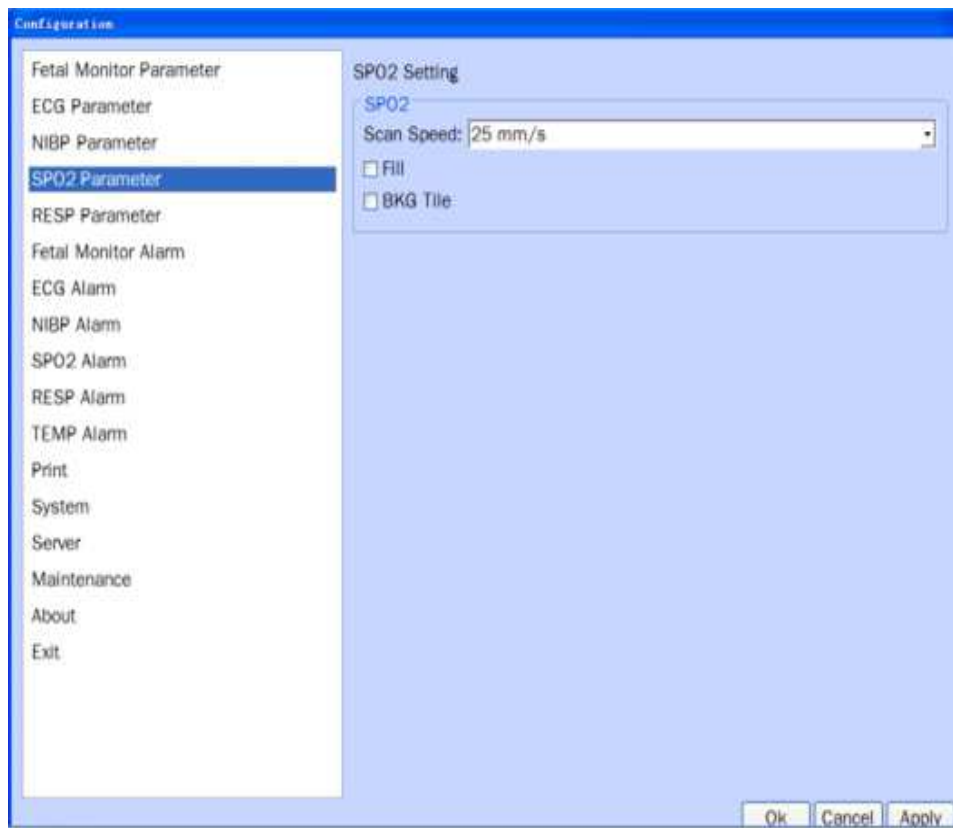 Configuration
Fetal Monitor Parameter
ECG Parameter
NIBP Parameter
SPO2 Parameter
RESP Parameter
Fetal Monitor Alarm
ECG Alarm
NIBP Alarm
SPO2 Alarm
RESP Alarm
TEMP Alarm
Print
System
Server
Maintenance
About
Exit
SPO2 Setting
SPO2
Scan Speed: 25 mm/s
Fill
BKG Tile
Ok Cancel Apply